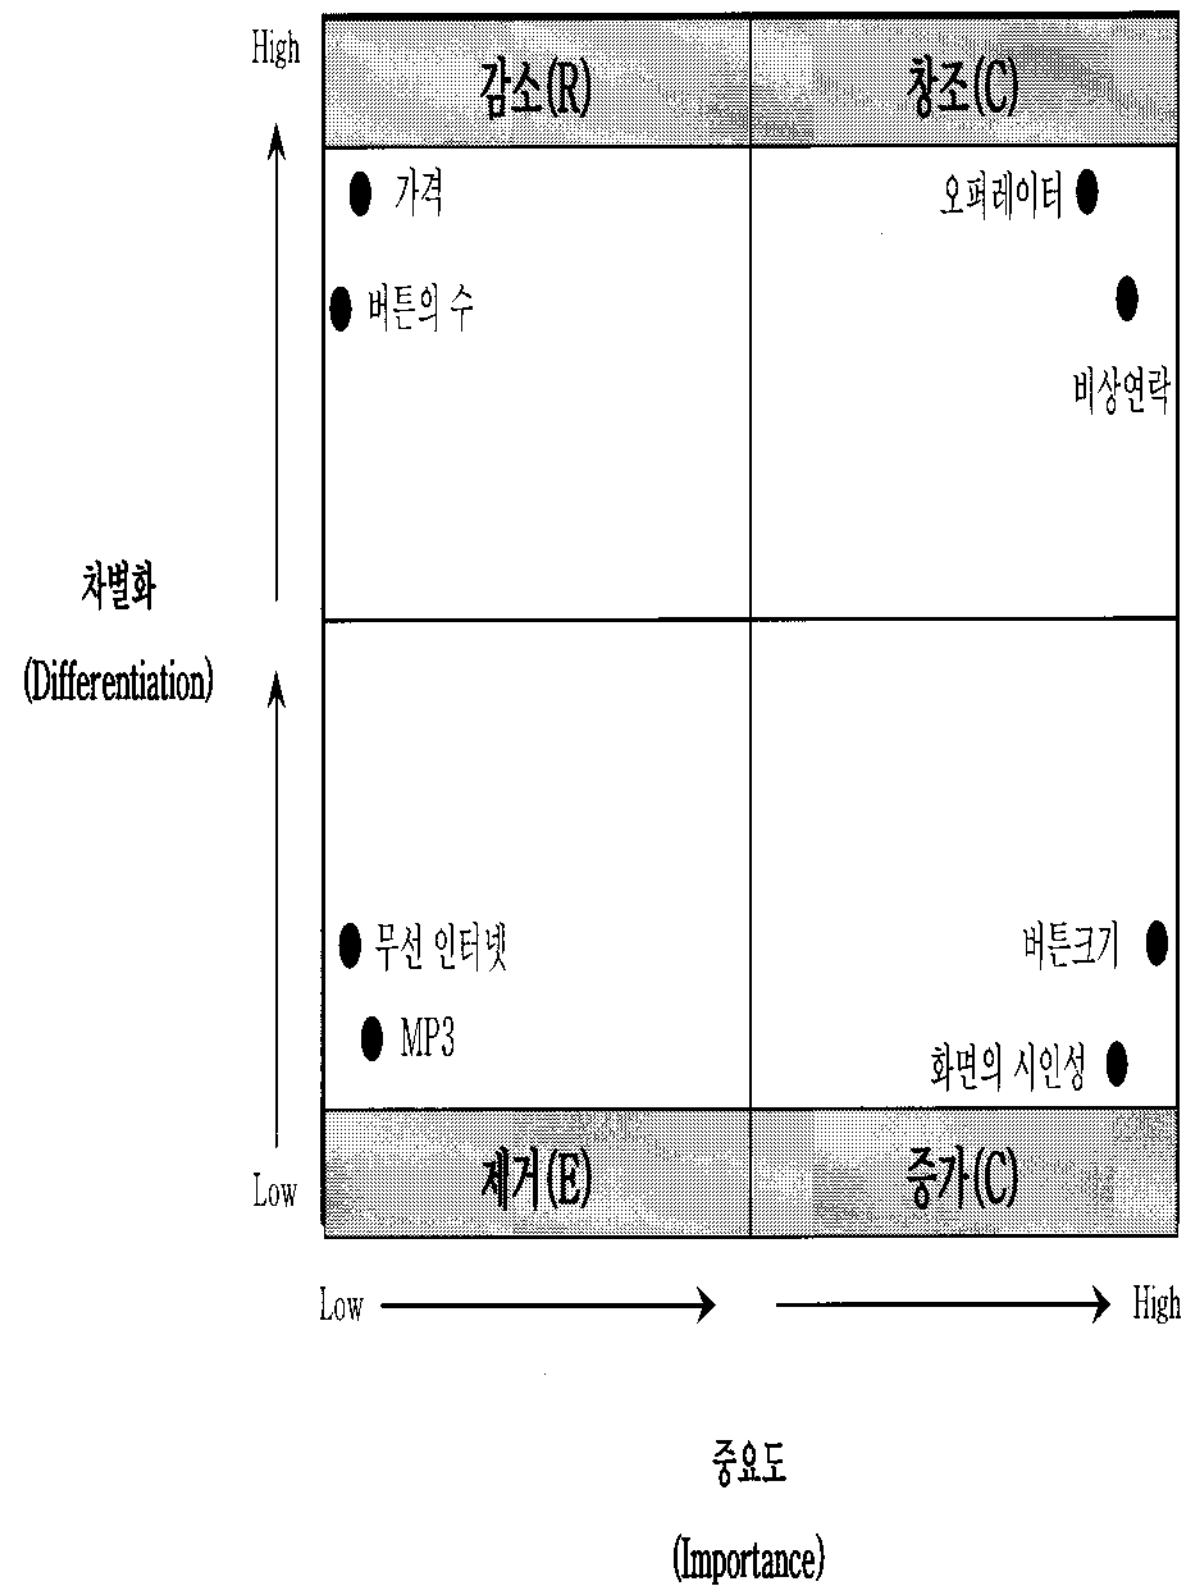 High
감소(R)
창조(C)
가격
오퍼레이터
버튼의 수
비상연락
차별화
(Differentiation)
무선 인터넷
버튼크기
MP3
화면의 시인성
제거(E)
증가(C)
Low
Low
High
중요도
(Importance)